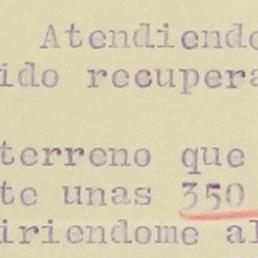 Atendiendo
ido recupera
terreno que
te unas 350
iriendome al